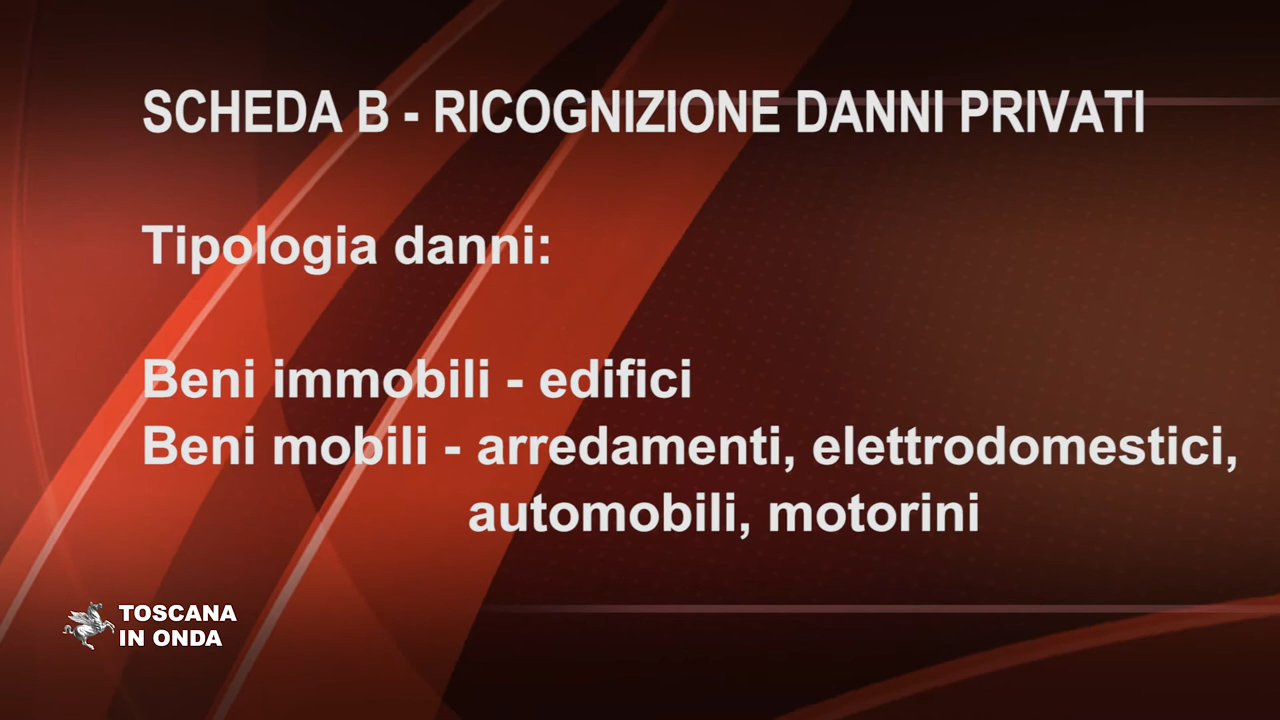 SCHEDA B - RICOGNIZIONE DANNI PRIVATI
Tipologia danni:
Beni immobili - edifici
Beni mobili - arredamenti, elettrodomestici,
automobili, motorini
TOSCANA
IN ONDA